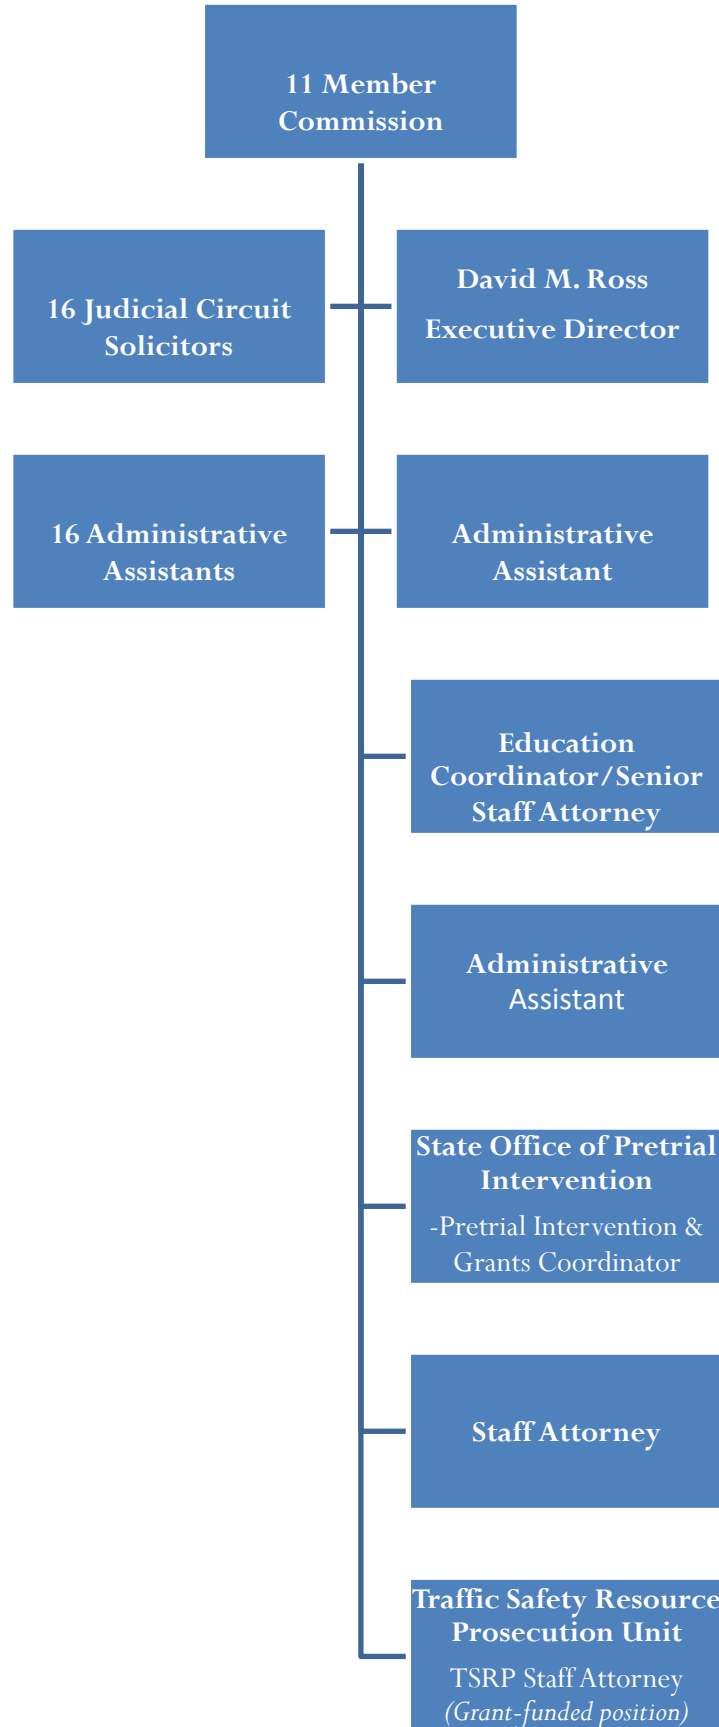 11 Member
Commission
16 Judicial Circuit
Solicitors
David M. Ross
Executive Director
16 Administrative
Assistants
Administrative
Assistant
Education
Coordinator/Senior
Staff Attorney
Administrative
Assistant
State Office of Pretrial
Intervention
-Pretrial Intervention &
Grants Coordinator
Staff Attorney
Traffic Safety Resource
Prosecution Unit
TSRP Staff Attorney
(Grant-funded position)